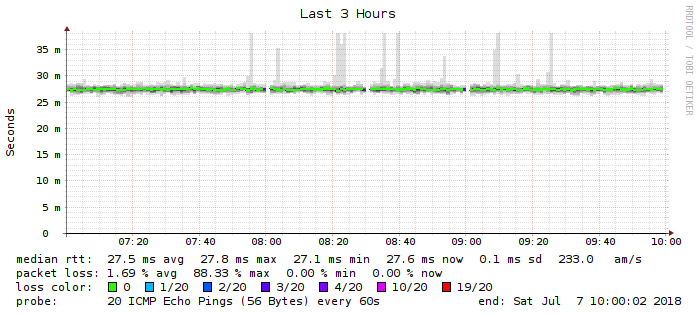 Last 3 Hours
RRDTOOL / TOBI OETIKER
Seconds
35 m
30 m
25 m
20 m
15 m
10 m
5 m
0
07:20 07:40 08:00 08:20 08:40 09:00 09:20 09:40 10:00
median rtt: 27.5 ms avg 27.8 ms max 27.1 ms min 27.6 ms now 0.1 ms sd 233.0 am/s
packet loss: 1.69 % avg 88.33 % max 0.00 % min 0.00 % now
loss color: 0 1/20 2/20 3/20 4/20 10/20 19/20
probe: 20 ICMP Echo Pings (56 Bytes) every 60s end: Sat Jul 7 10:00:02 2018